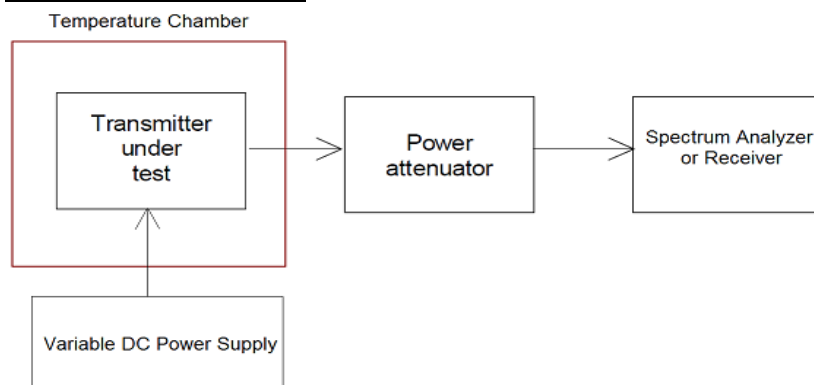 Temperature Chamber
Transmitter
under
test
Power
attenuator
Spectrum Analyzer
or Receiver
Variable DC Power Supply